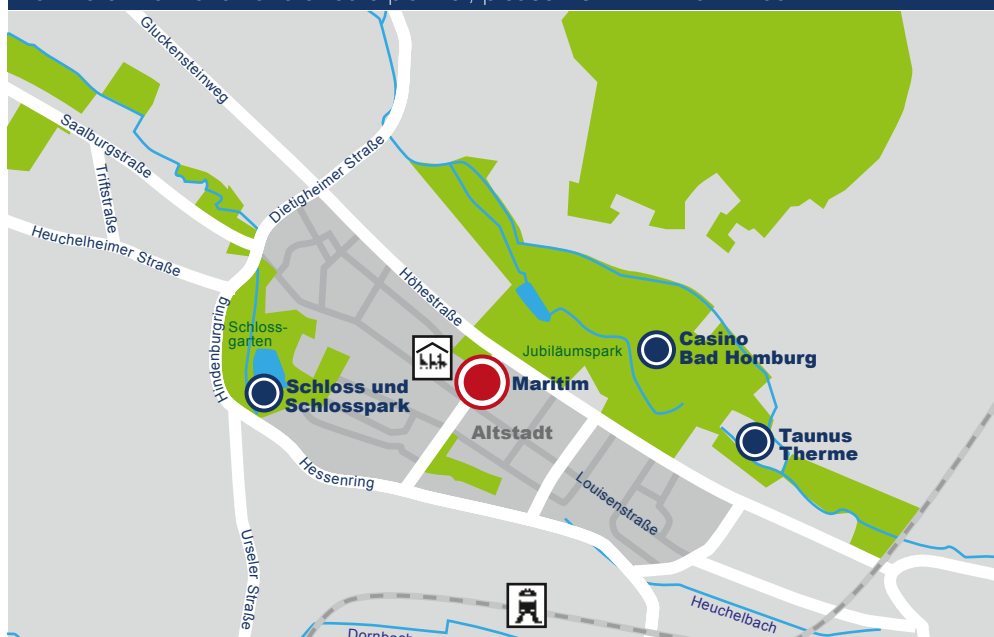 Gluckensteinweg
Saalburgstraße
Triftstraße
Dietigheimer Straße
Heuchelheimer Straße
Höhestraße
Hindenburgring
Schloss-
garten
Jubiläumspark
Casino
Bad Homburg
Maritim
Schloss und
Schlosspark
Altstadt
Taunus
Therme
Hessenring
Louisenstraße
Urseler Straße
Heuchelbach
Dornbach